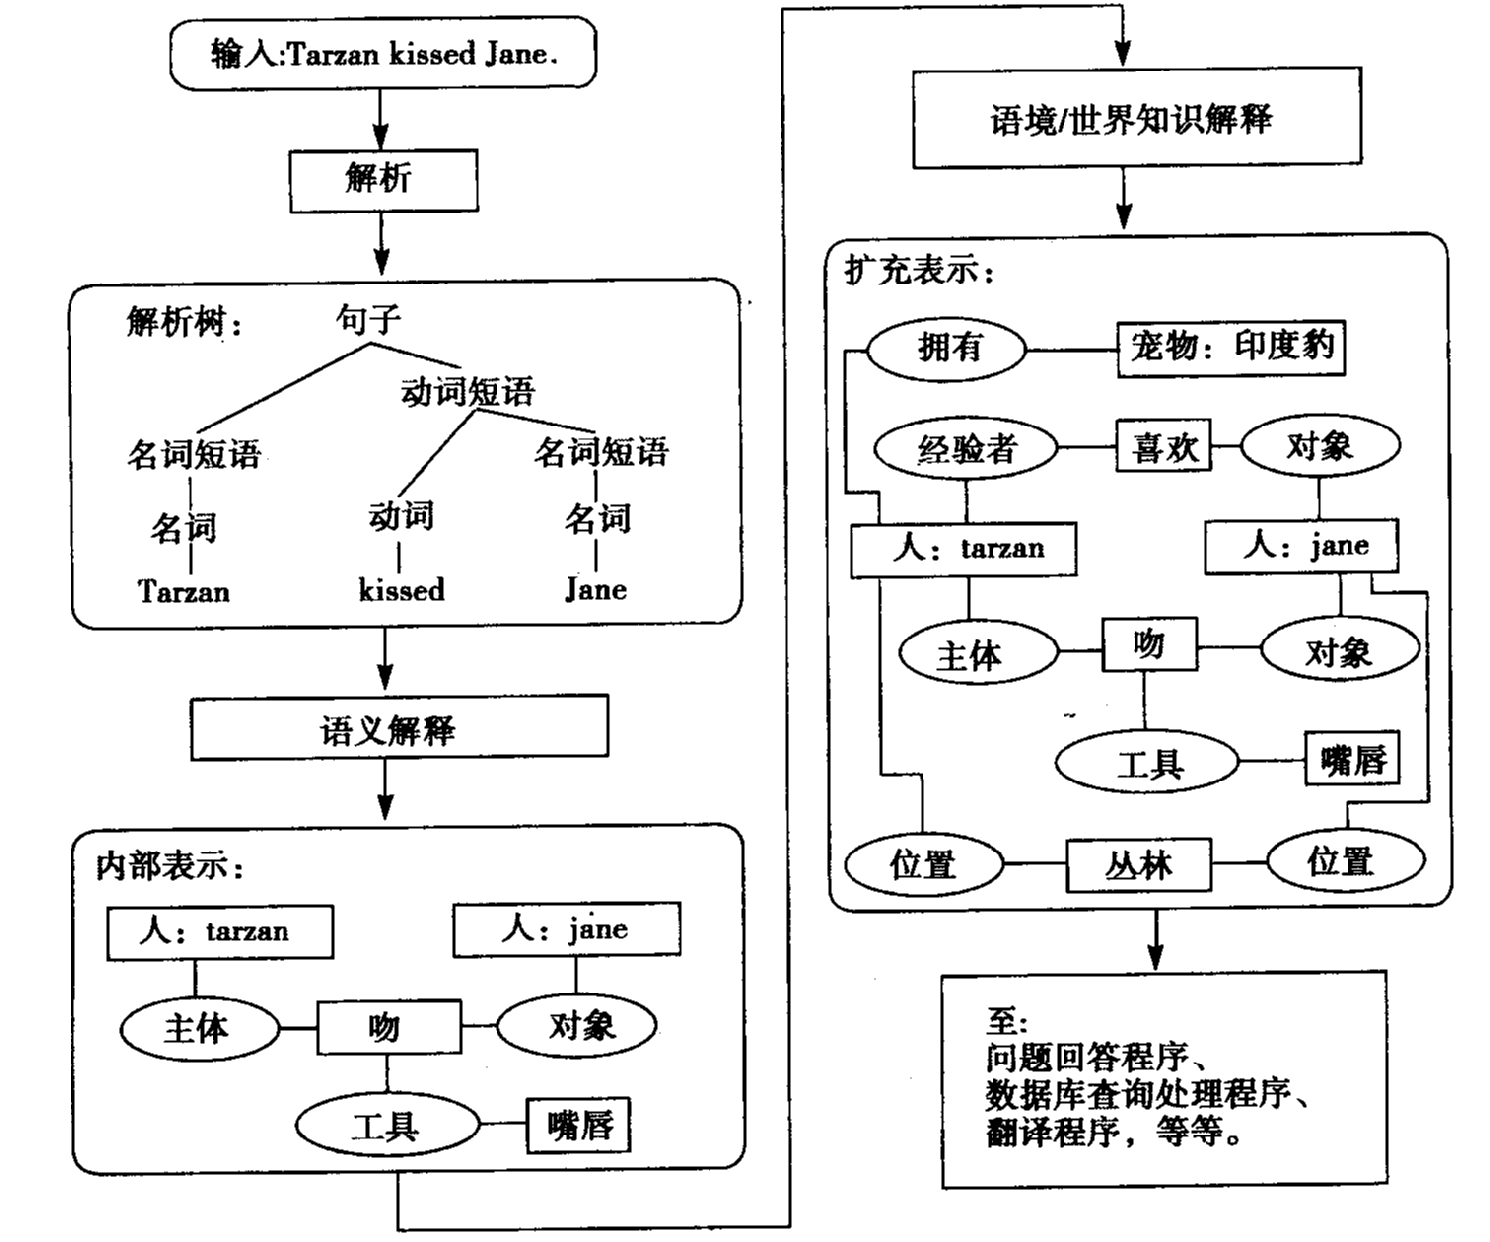 输入:Tarzan kissed Jane.
解析
解析树：
句子
动词短语
名词短语
名词短语
名词
动词
名词
Tarzan
kissed
Jane
语义解释
内部表示：
人：tarzan
人：jane
主体
吻
对象
工具
嘴唇
语境/世界知识解释
扩充表示：
拥有
宠物：印度豹
经验者
喜欢
对象
人：tarzan
人：jane
主体
吻
对象
工具
嘴唇
位置
丛林
位置
至：
问题回答程序、
数据库查询处理程序、
翻译程序，等等。